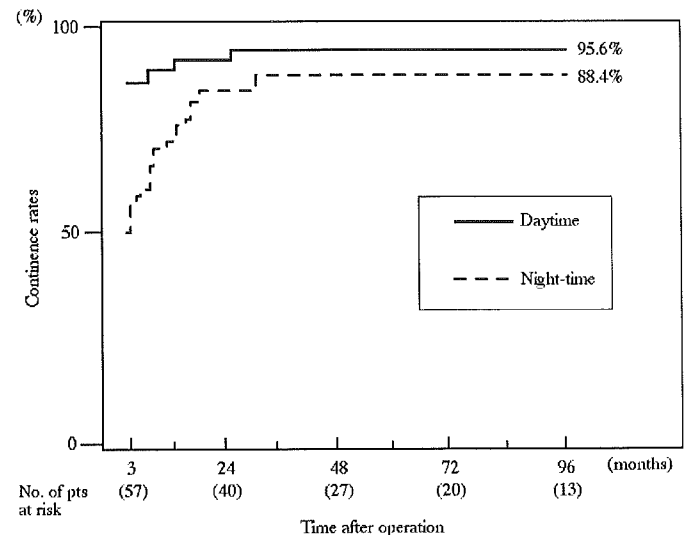 (%)
100
95.6%
88.4%
Continence rates
50
Daytime
Night-time
0
3 24 48 72 96 (months)
No. of pts (57) (40) (27) (20) (13)
at risk
Time after operation